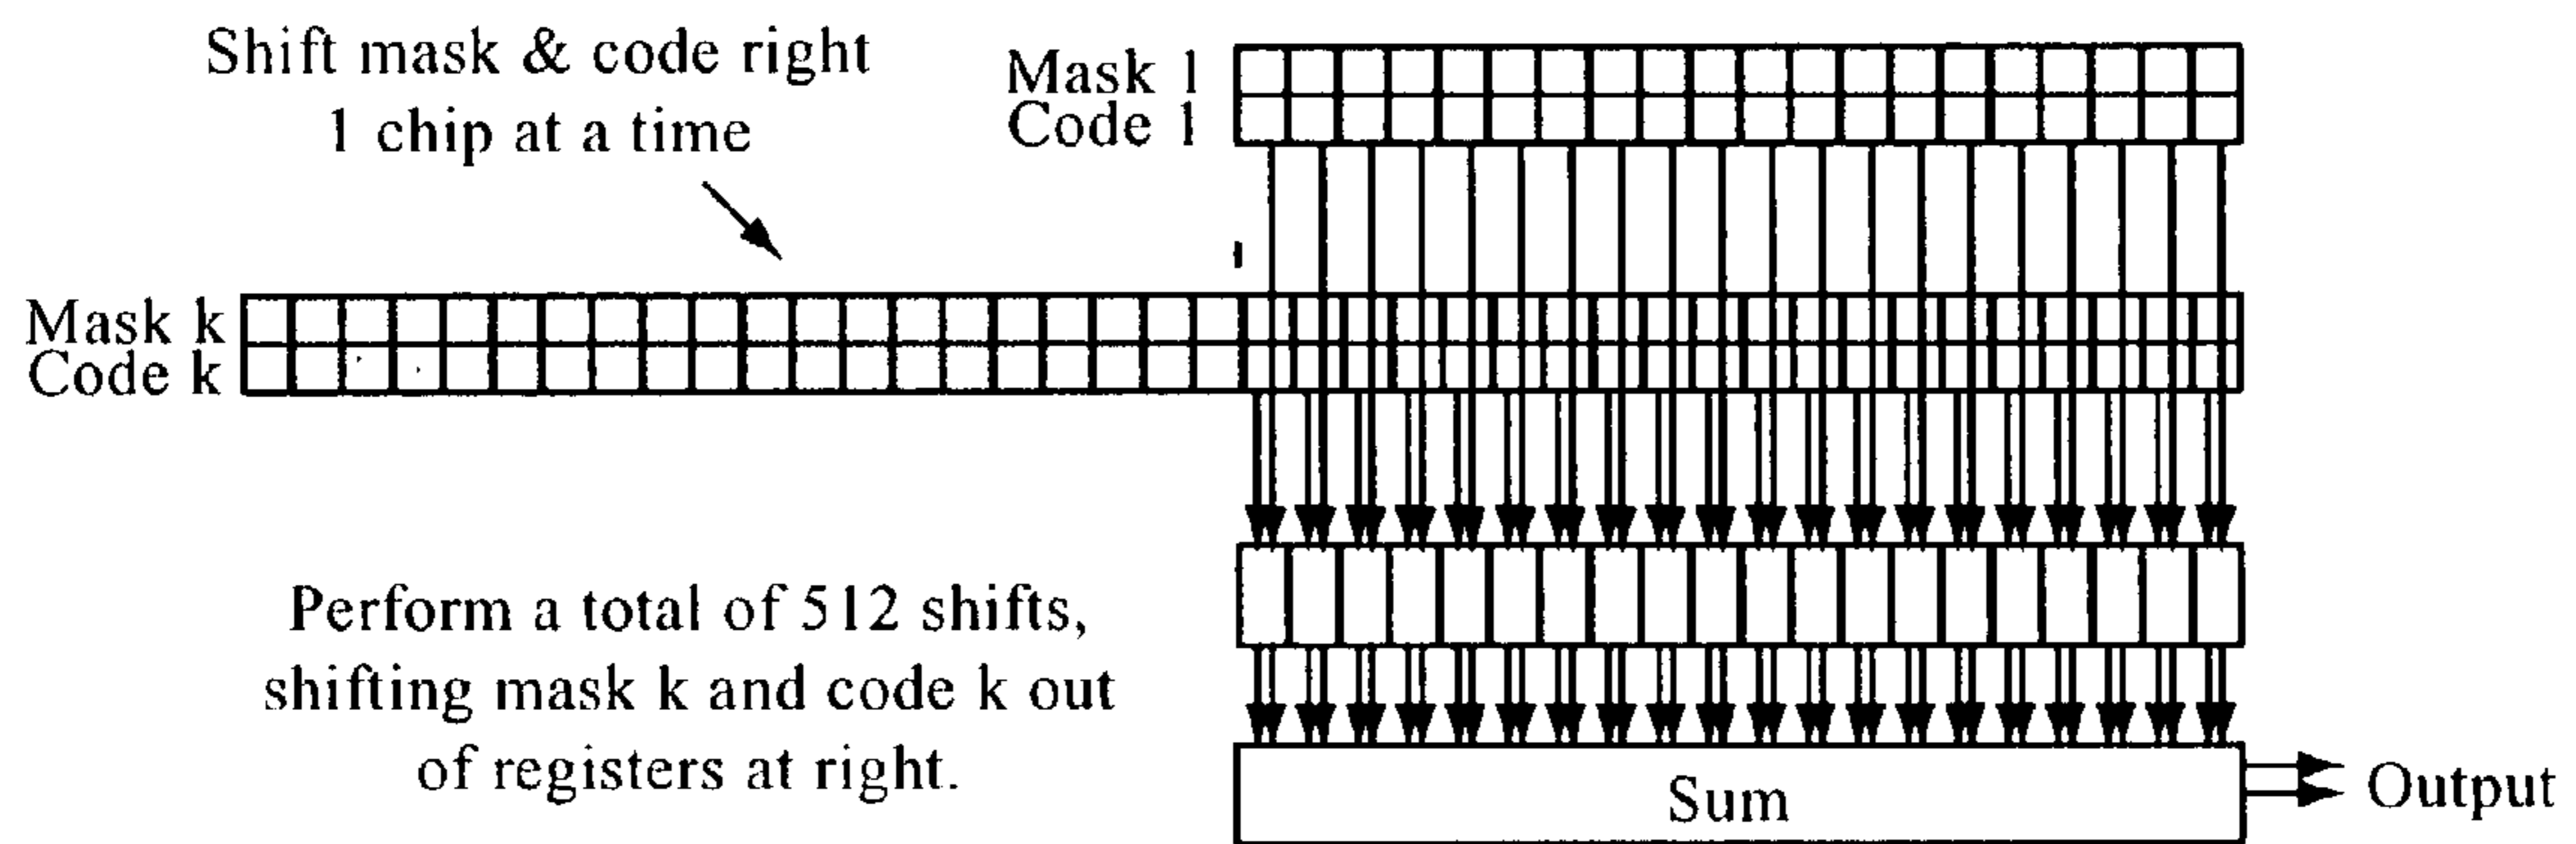 Shift mask & code right
1 chip at a time
Mask 1
Code 1
Mask k
Code k
Perform a total of 512 shifts,
shifting mask k and code k out
of registers at right.
Sum
Output